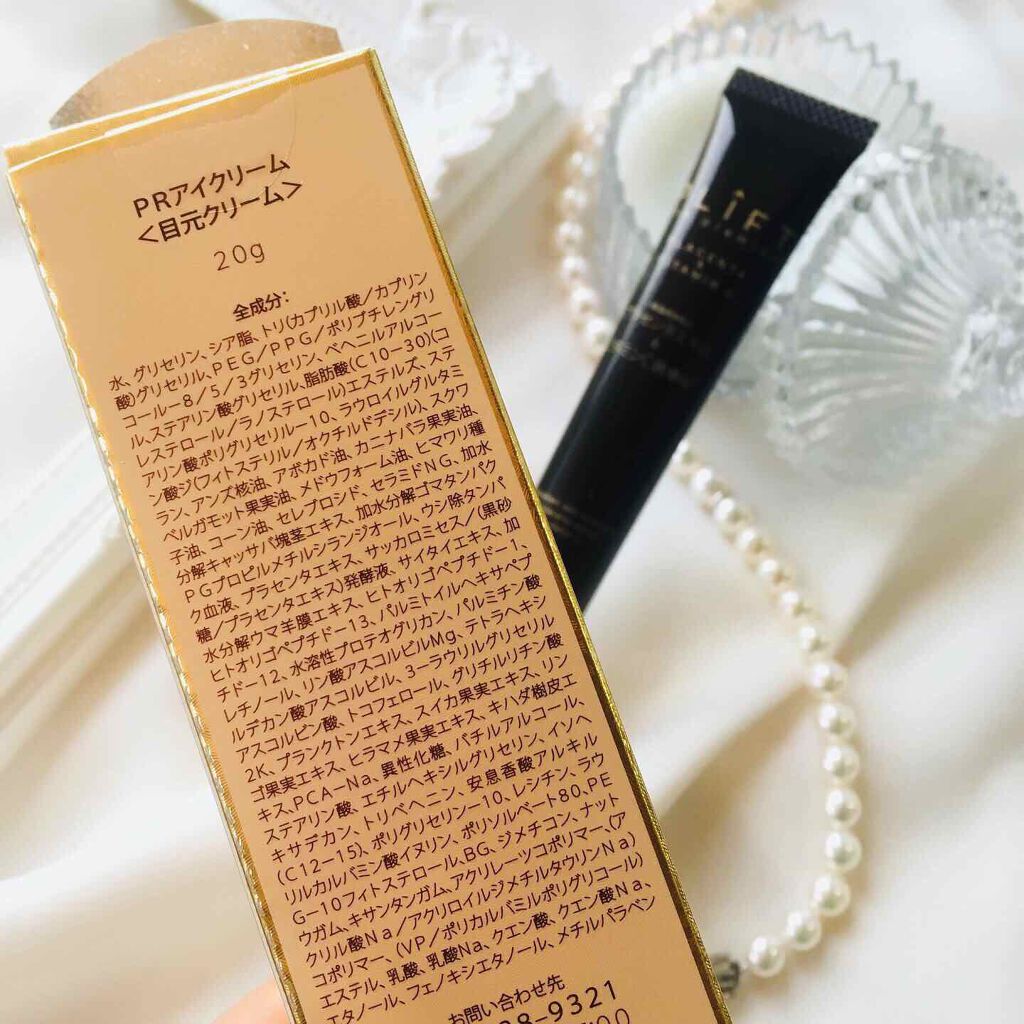 PRアイクリーム
<目元クリーム>
20g
全成分:
水、グリセリン、シア脂、トリ(カプリル酸/カプリン
酸)グリセリル、PEG/PPG/ポリブチレングリ
コール-8/5/3グリセリン、ベヘニルアルコー
ル、ステアリン酸グリセリル、脂肪酸(C10-30)(コ
レステロール/ラノステロール)エステルズ、ステ
アリン酸ポリグリセリル-10、ラウロイルグルタミ
ン酸ジ(フィトステリル/オクチルドデシル)、スクワ
ラン、アンズ核油、アボカド油、カニナバラ果実油、
ベルガモット果実油、メドウフォーム油、ヒマワリ種
子油、コーン油、セレブロシド、セラミドNG、加水
分解キャッサバ塊茎エキス、加水分解ゴマタンパク
PGプロピルメチルシランジオール、ウシ除タンパ
ク血液、プラセンタエキス、サッカロミセス/(黒砂
糖/プラセンタエキス)発酵液、サイタイエキス、加
水分解ウマ羊膜エキス、ヒトオリゴペプチド-1、
ヒトオリゴペプチド-13、パルミトイルヘキサペプ
チド-12、水溶性プロテオグリカン、パルミチン酸
レチノール、リン酸アスコルビルMg、テトラヘキシ
ルデカン酸アスコルビル、3-ラウリルグリセリル
アスコルビン酸、トコフェロール、グリチルリチン酸
2K、プランクトンエキス、スイカ果実エキス、リン
ゴ果実エキス、ヒラマメ果実エキス、キハダ樹皮エ
キス、PCA-Na、異性化糖、バチルアルコール、
ステアリン酸、エチルヘキシルグリセリン、イソヘ
キサデカン、トリベヘニン、安息香酸アルキル
(C12-15)、ポリグリセリン-10、レシチン、ラウ
リルカルバミン酸イヌリン、ポリソルベート80、PE
G-10フィトステロール、BG、ジメチコン、ナット
ウガム、キサンタンガム、アクリレーツコポリマー、(ア
クリル酸Na/アクリロイルジメチルタウリンNa)
コポリマー、(VP/ポリカルバミルポリグリコール)
エステル、乳酸、乳酸Na、クエン酸、クエン酸Na、
エタノール、フェノキシエタノール、メチルパラベン
お問い合わせ先
98-9321